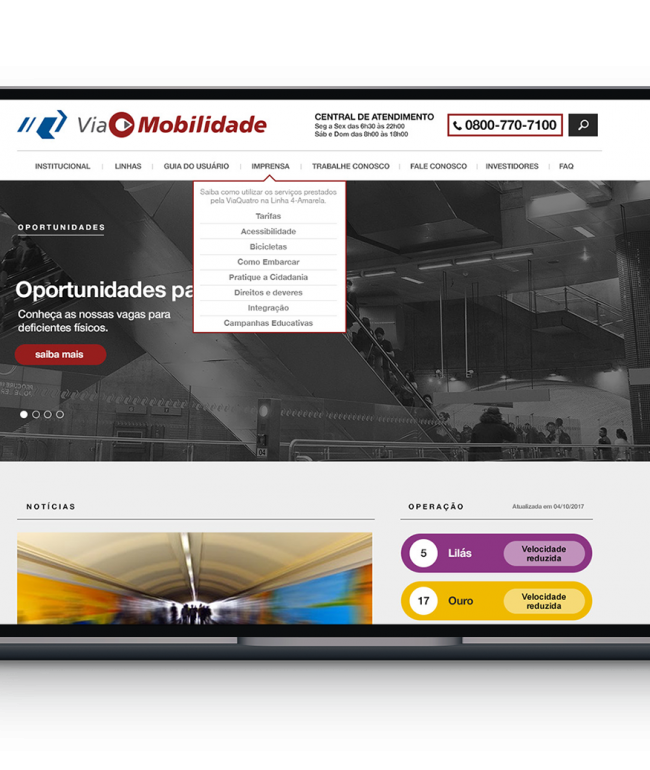 ViaMobilidade
CENTRAL DE ATENDIMENTO
Seg a Sex das 6h30 às 22h00
Sáb e Dom das 8h00 às 18h00
0800-770-7100
INSTITUCIONAL
LINHAS
GUIA DO USUÁRIO
IMPRENSA
TRABALHE CONOSCO
FALE CONOSCO
INVESTIDORES
FAQ
Saiba como utilizar os serviços prestados
pela ViaQuatro na Linha 4-Amarela.
Tarifas
Acessibilidade
Bicicletas
Como Embarcar
Pratique a Cidadania
Direitos e deveres
Integração
Campanhas Educativas
OPORTUNIDADES
Oportunidades pa
Conheça as nossas vagas para
deficientes físicos.
saiba mais
04
NOTÍCIAS
OPERAÇÃO
Atualizada em 04/10/2017
5 Lilás
Velocidade
reduzida
17 Ouro
Velocidade
reduzida